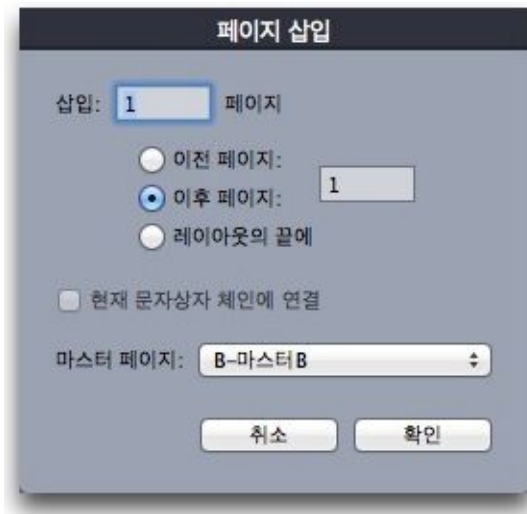 페이지 삽입
삽입: 1 페이지
이전 페이지:
이후 페이지: 1
레이아웃의 끝에
현재 문자상자 체인에 연결
마스터 페이지: B-마스터B
취소 확인